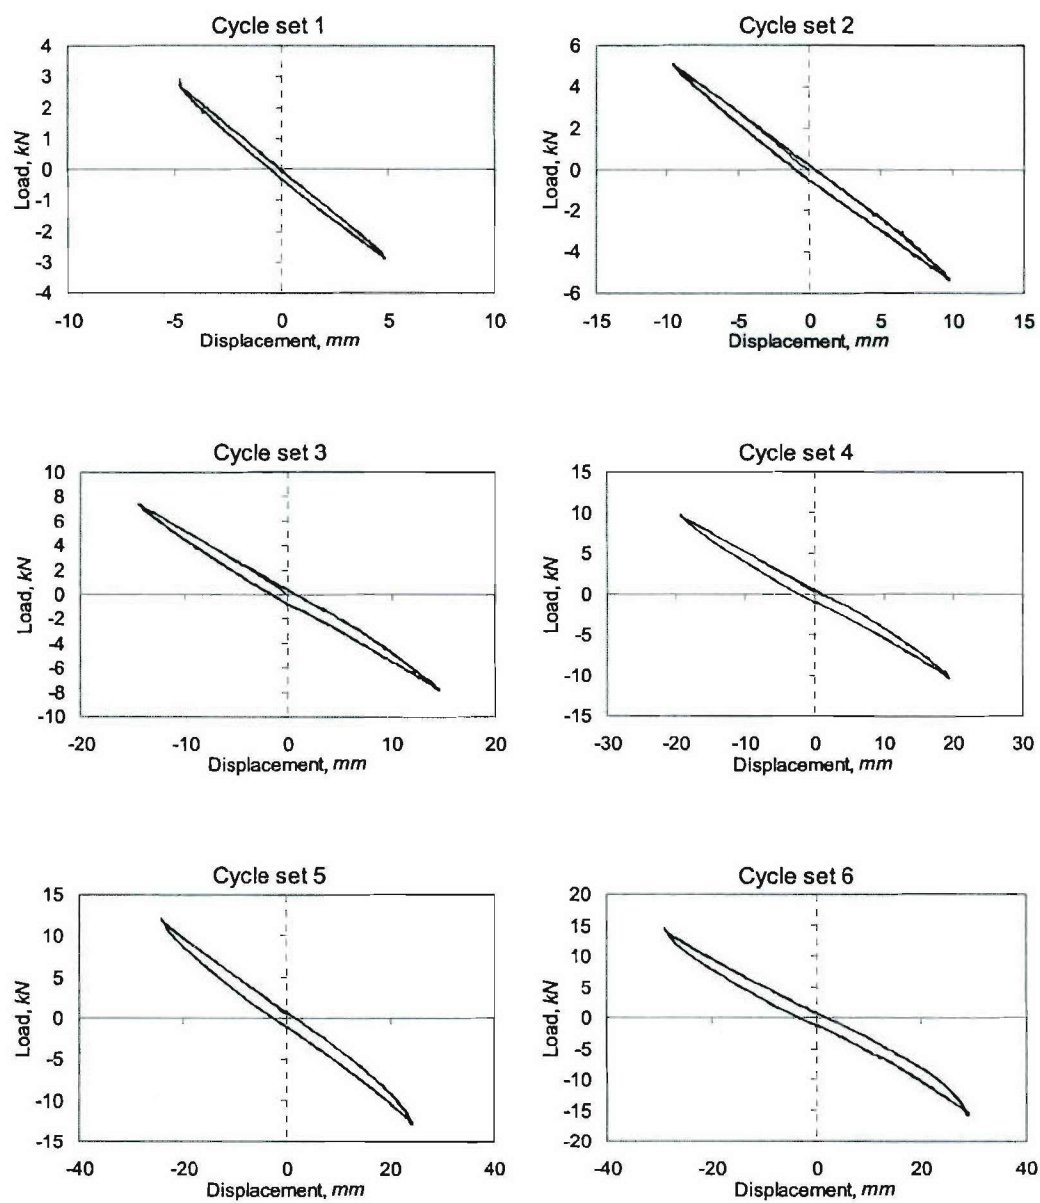 Cycle set 1
4
3
2
1
0
-1
-2
-3
-4
Load, kN
-10 -5 0 5 10
Displacement, mm
Cycle set 2
6
4
2
0
-2
-4
-6
Load, kN
-15 -10 -5 0 5 10 15
Displacement, mm
Cycle set 3
10
8
6
4
2
0
-2
-4
-6
-8
-10
Load, kN
-20 -10 0 10 20
Displacement, mm
Cycle set 4
15
10
5
0
-5
-10
-15
Load, kN
-30 -20 -10 0 10 20 30
Displacement, mm
Cycle set 5
15
10
5
0
-5
-10
-15
Load, kN
-40 -20 0 20 40
Displacement, mm
Cycle set 6
20
15
10
5
0
-5
-10
-15
-20
Load, kN
-40 -20 0 20 40
Displacement, mm